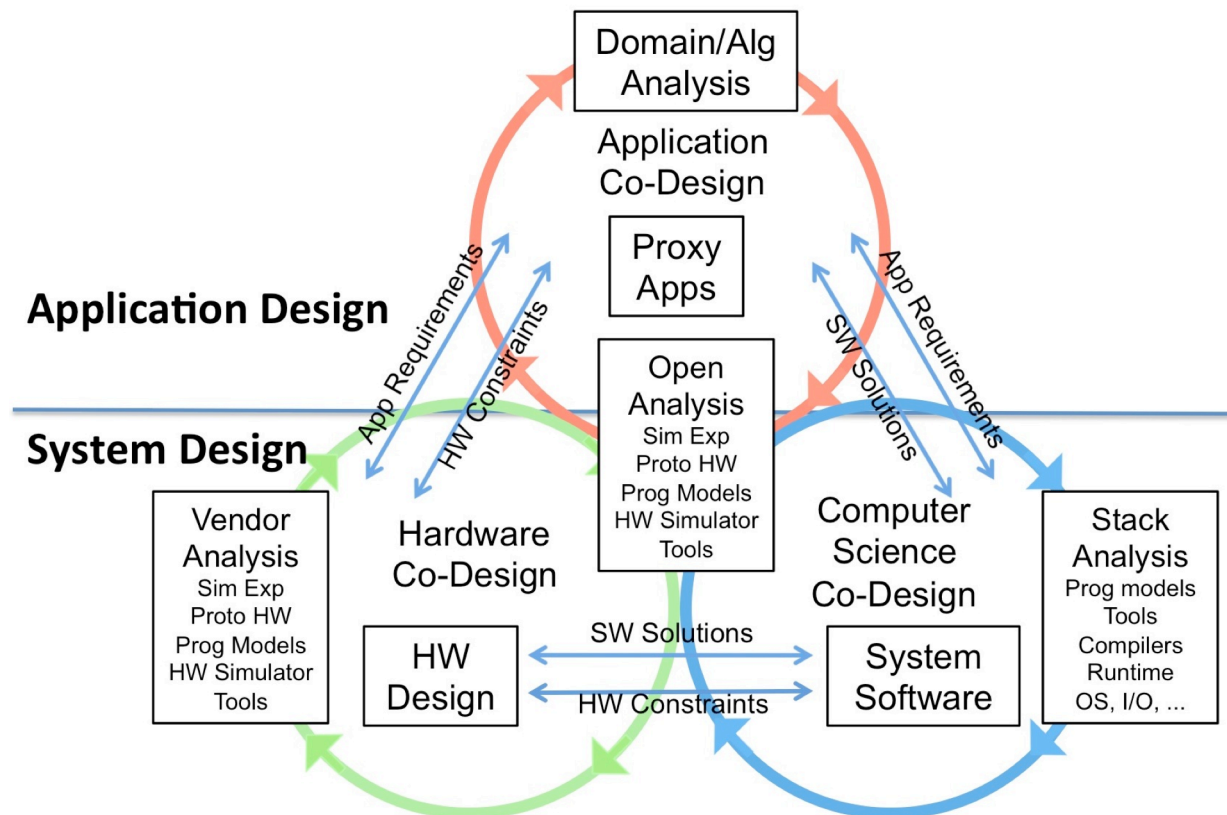 Domain/Alg
Analysis
Application
Co-Design
Proxy
Apps
Application Design
App Requirements
HW Constraints
SW Solutions
App Requirements
Open
Analysis
Sim Exp
Proto HW
Prog Models
HW Simulator
Tools
System Design
Vendor
Analysis
Sim Exp
Proto HW
Prog Models
HW Simulator
Tools
Hardware
Co-Design
Computer
Science
Co-Design
Stack
Analysis
Prog models
Tools
Compilers
Runtime
OS, I/O, ...
HW
Design
SW Solutions
HW Constraints
System
Software